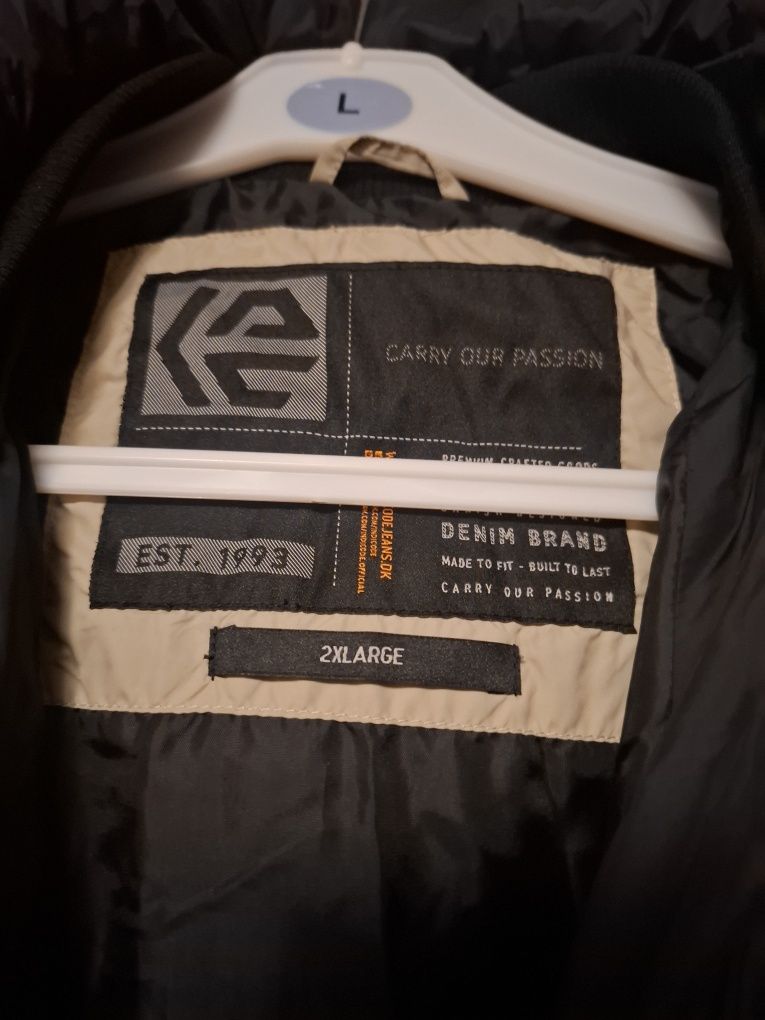 L
CARRY OUR PASSION
PREMIUM CRAFTED GOODS
DENIM BRAND
EST. 1993
MADE TO FIT - BUILT TO LAST
CARRY OUR PASSION
2XLARGE